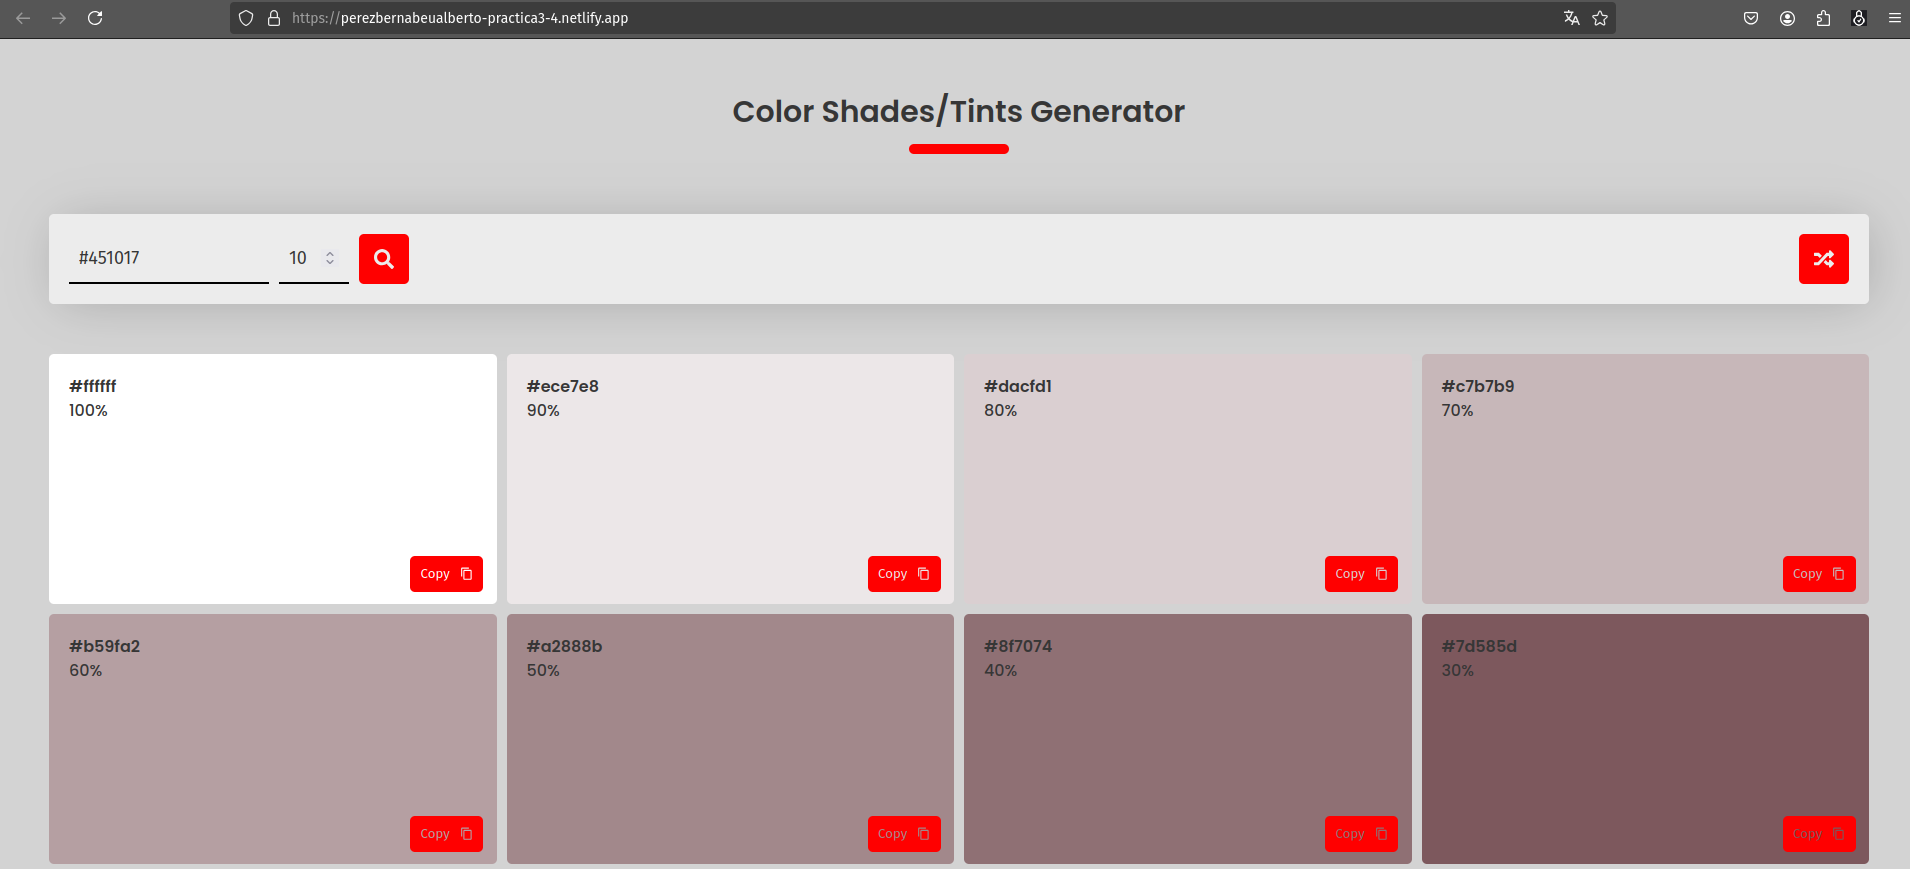 https://perezbernabeualberto-practica3-4.netlify.app
Color Shades/Tints Generator
#451017 10
#ffffff
100%
Copy
#ece7e8
90%
Copy
#dacfd1
80%
Copy
#c7b7b9
70%
Copy
#b59fa2
60%
Copy
#a2888b
50%
Copy
#8f7074
40%
Copy
#7d585d
30%
Copy